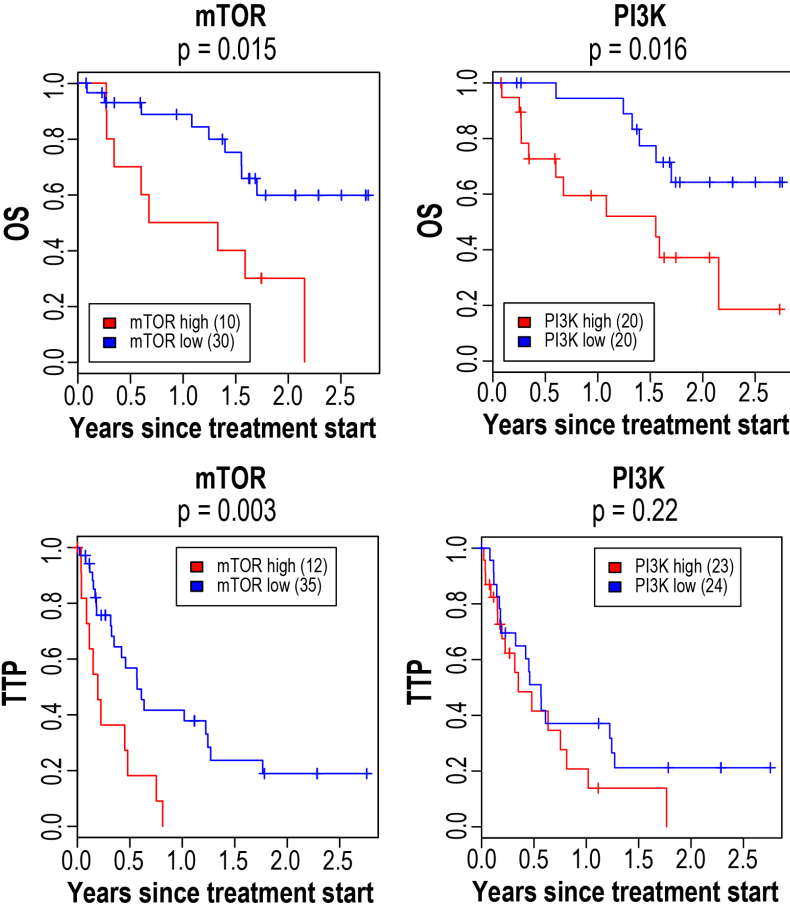 mTOR
p = 0.015
OS
1.0
0.8
0.6
0.4
0.2
0.0
mTOR high (10)
mTOR low (30)
0.0 0.5 1.0 1.5 2.0 2.5
Years since treatment start
PI3K
p = 0.016
OS
1.0
0.8
0.6
0.4
0.2
0.0
PI3K high (20)
PI3K low (20)
0.0 0.5 1.0 1.5 2.0 2.5
Years since treatment start
mTOR
p = 0.003
TTP
1.0
0.8
0.6
0.4
0.2
0.0
mTOR high (12)
mTOR low (35)
0.0 0.5 1.0 1.5 2.0 2.5
Years since treatment start
PI3K
p = 0.22
TTP
1.0
0.8
0.6
0.4
0.2
0.0
PI3K high (23)
PI3K low (24)
0.0 0.5 1.0 1.5 2.0 2.5
Years since treatment start